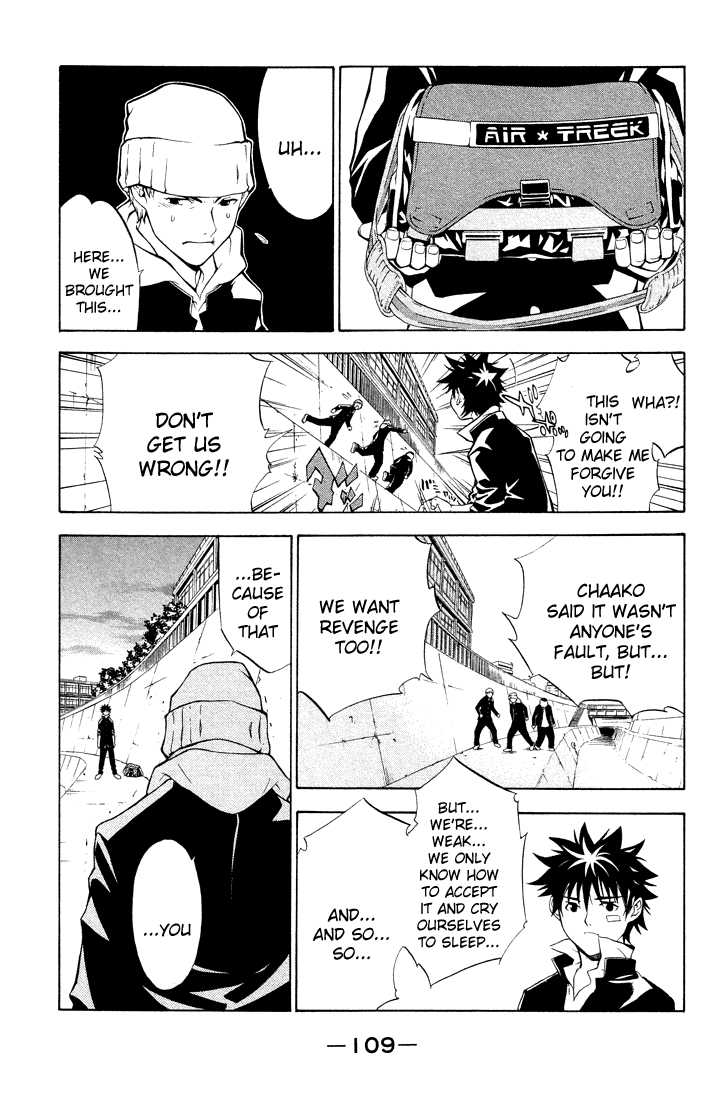 AIR ★ TREEK
UH...
HERE...
WE
BROUGHT
THIS...
WHA?!
THIS
ISN'T
GOING
TO MAKE ME
FORGIVE
YOU!!
DON'T
GET US
WRONG!!
CHAAKO
SAID IT WASN'T
ANYONE'S
FAULT, BUT...
BUT!
WE WANT
REVENGE
TOO!!
BUT...
WE'RE...
WEAK...
WE ONLY
KNOW HOW
TO ACCEPT
IT AND CRY
OURSELVES
TO SLEEP...
AND...
AND SO...
SO...
...BE-
CAUSE
OF
THAT
...YOU
—109—